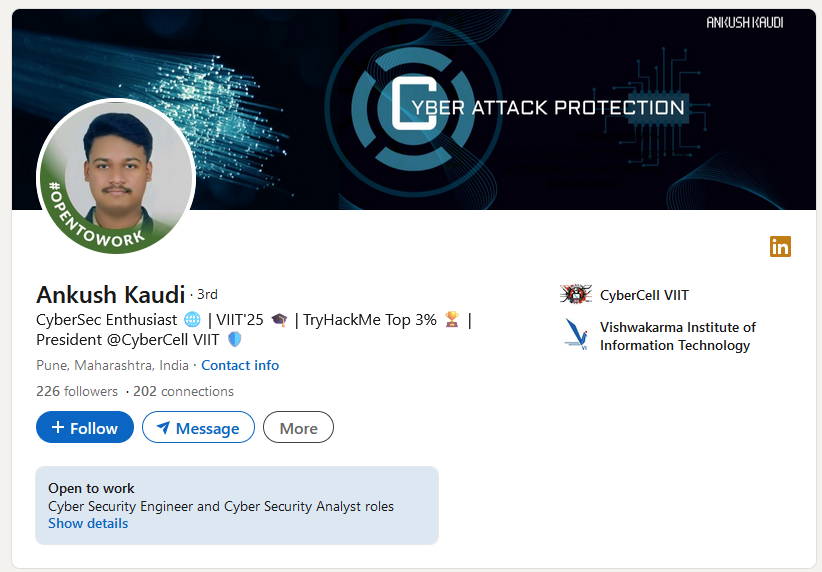 ANKUSH KAUDI
CYBER ATTACK PROTECTION
#OPENTOWORK
in
Ankush Kaudi · 3rd
CyberSec Enthusiast 🌐 | VIIT'25 🎓 | TryHackMe Top 3% 🏆 |
President @CyberCell VIIT 🛡️
Pune, Maharashtra, India · Contact info
226 followers · 202 connections
+ Follow
Message
More
CyberCell VIIT
Vishwakarma Institute of
Information Technology
Open to work
Cyber Security Engineer and Cyber Security Analyst roles
Show details